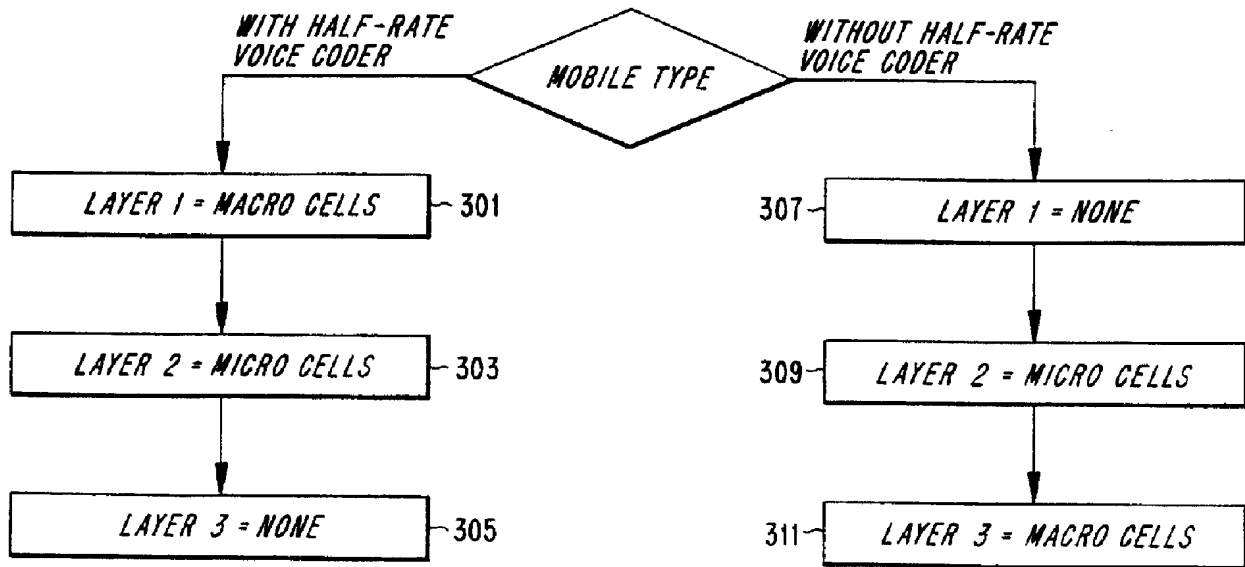 WITH HALF-RATE
VOICE CODER
MOBILE TYPE
WITHOUT HALF-RATE
VOICE CODER
LAYER 1 = MACRO CELLS
301
307
LAYER 1 = NONE
LAYER 2 = MICRO CELLS
303
309
LAYER 2 = MICRO CELLS
LAYER 3 = NONE
305
311
LAYER 3 = MACRO CELLS